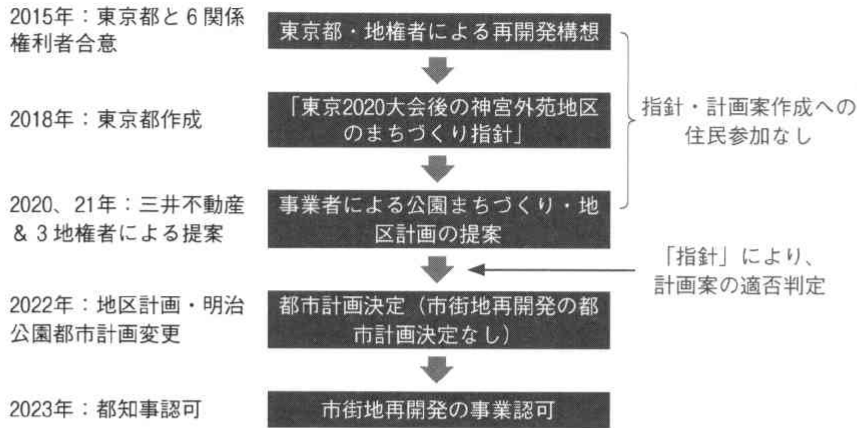 2015年：東京都と6関係
権利者合意
東京都・地権者による再開発構想
2018年：東京都作成
「東京2020大会後の神宮外苑地区
のまちづくり指針」
指針・計画案作成への
住民参加なし
2020、21年：三井不動産
＆3地権者による提案
事業者による公園まちづくり・地
区計画の提案
「指針」により、
計画案の適否判定
2022年：地区計画・明治
公園都市計画変更
都市計画決定（市街地再開発の都
市計画決定なし）
2023年：都知事認可
市街地再開発の事業認可